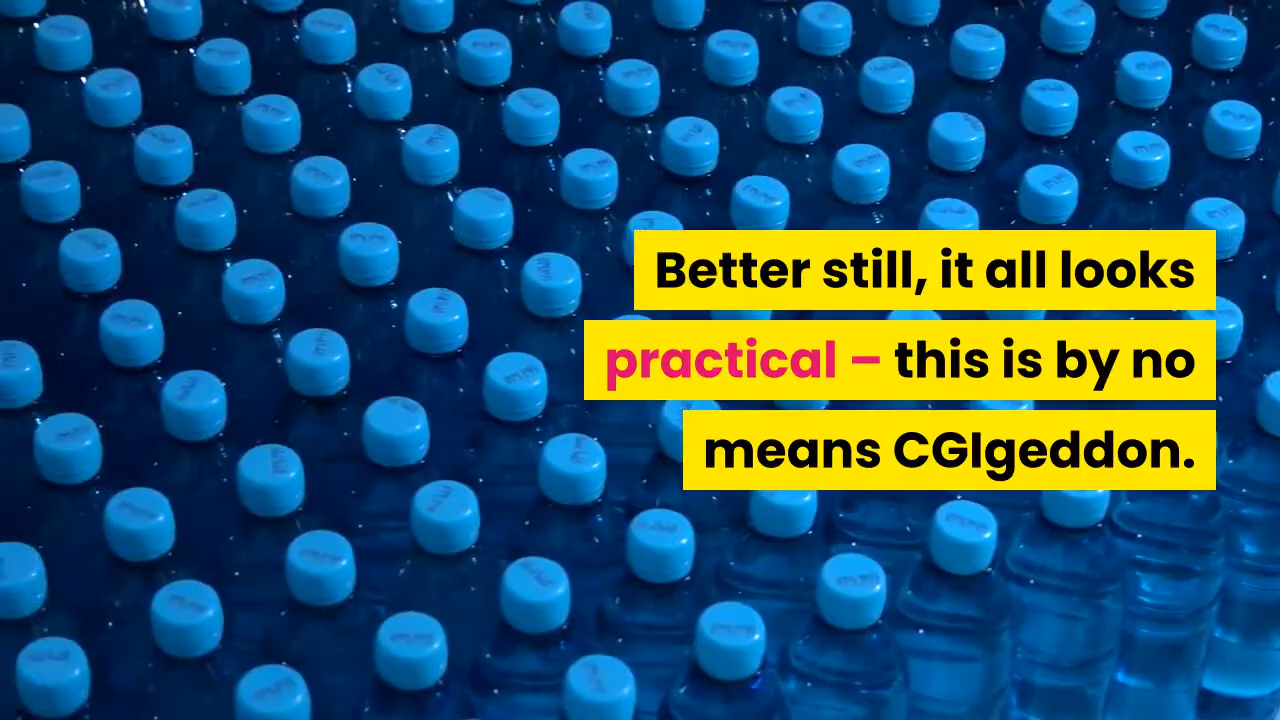 Better still, it all looks
practical – this is by no
means CGIgeddon.